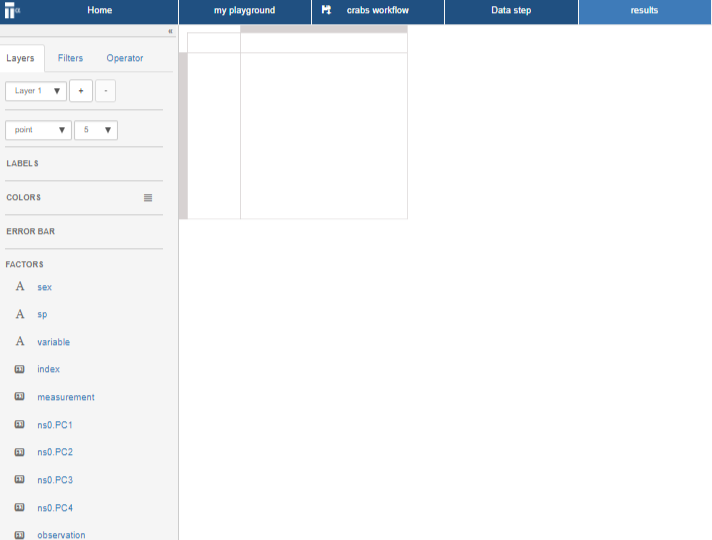 Home
my playground
crabs workflow
Data step
results
«
Layers
Filters
Operator
Layer 1
+
-
point
5
LABELS
COLORS
ERROR BAR
FACTORS
A sex
A sp
A variable
index
measurement
ns0.PC1
ns0.PC2
ns0.PC3
ns0.PC4
observation